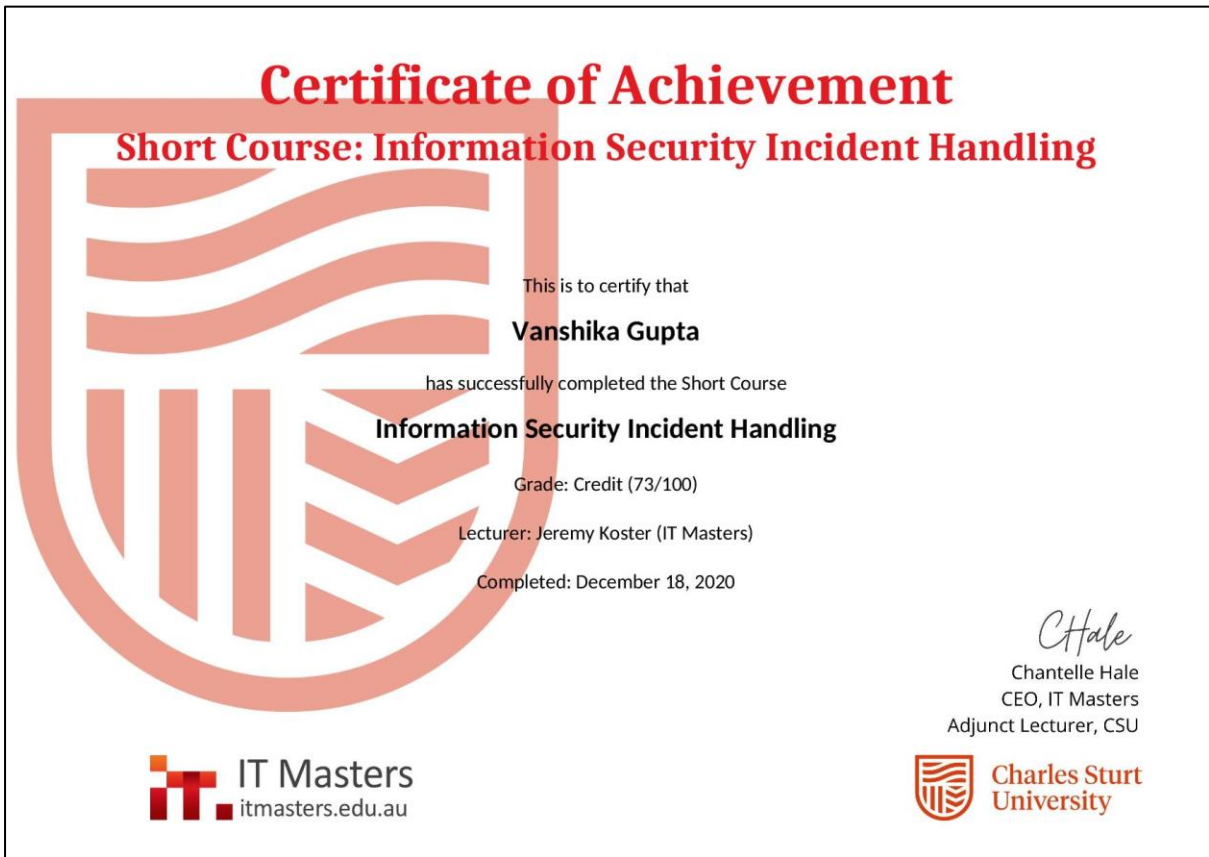 Certificate of Achievement
Short Course: Information Security Incident Handling
This is to certify that
Vanshika Gupta
has successfully completed the Short Course
Information Security Incident Handling
Grade: Credit (73/100)
Lecturer: Jeremy Koster (IT Masters)
Completed: December 18, 2020
CHale
Chantelle Hale
CEO, IT Masters
Adjunct Lecturer, CSU
it.
IT Masters
itmasters.edu.au
Charles Sturt
University